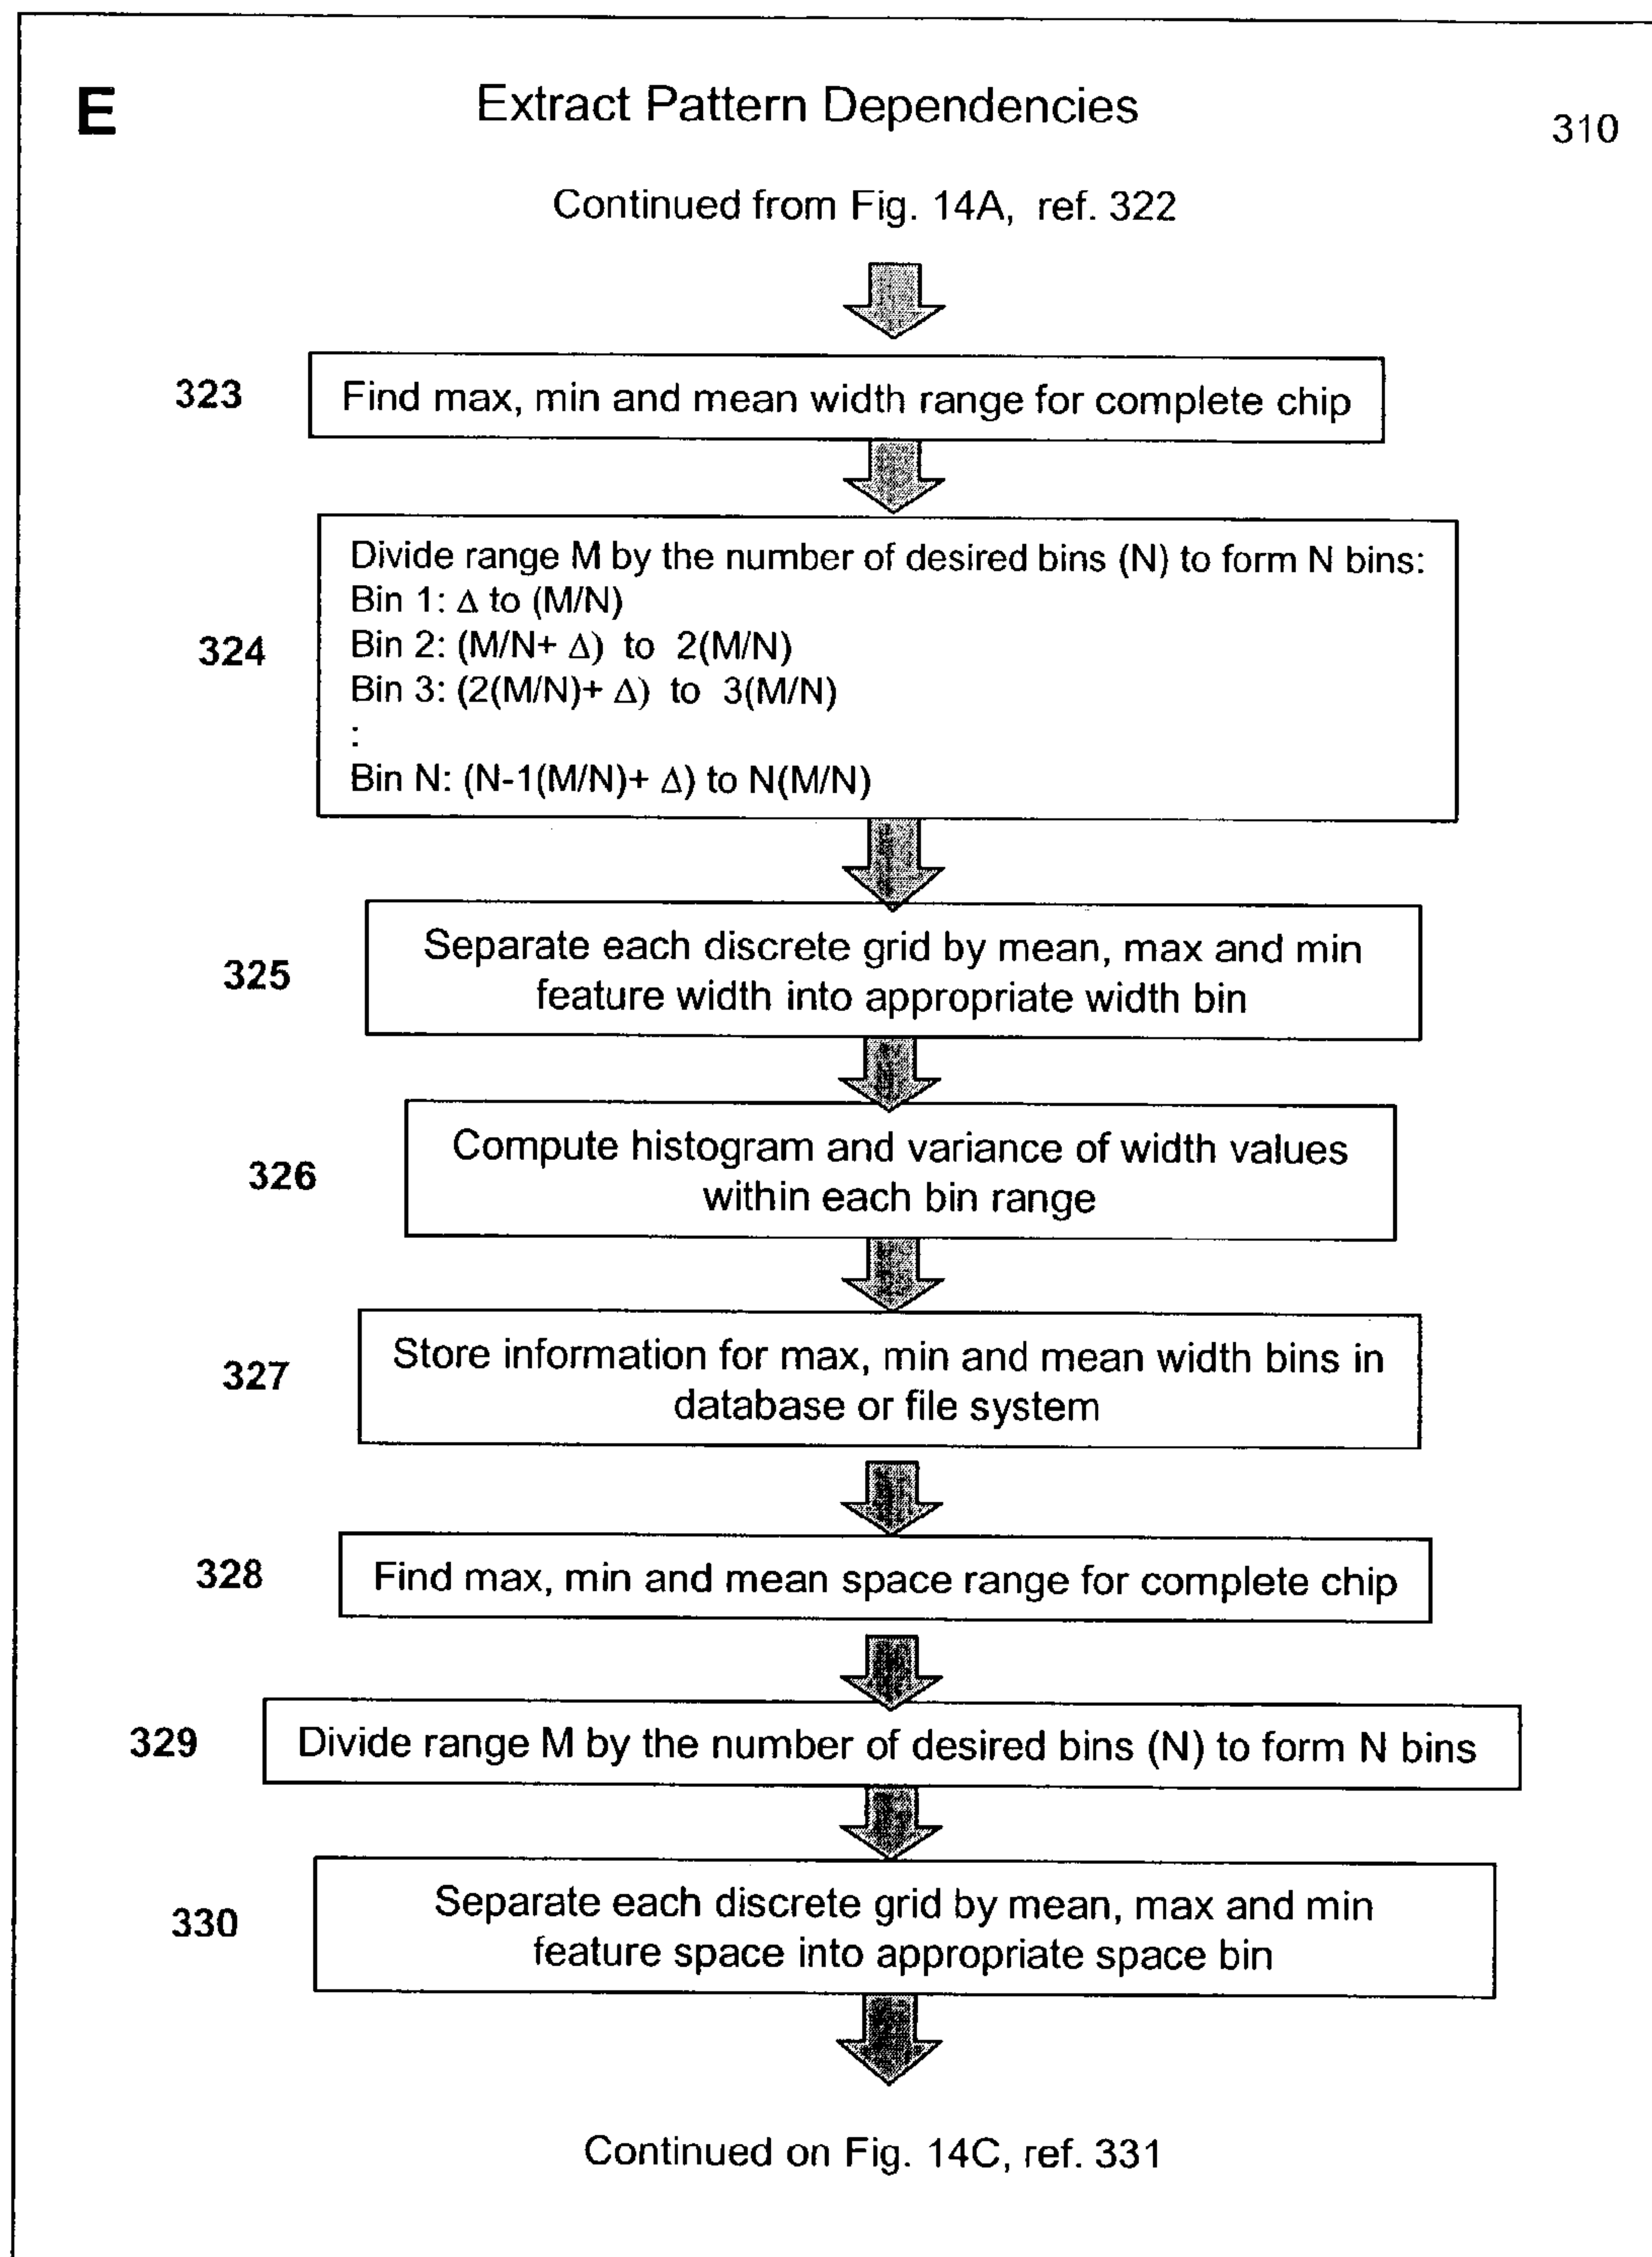 E
Extract Pattern Dependencies
310
Continued from Fig. 14A, ref. 322
323
Find max, min and mean width range for complete chip
324
Divide range M by the number of desired bins (N) to form N bins:
Bin 1: Δ to (M/N)
Bin 2: (M/N+ Δ) to 2(M/N)
Bin 3: (2(M/N)+ Δ) to 3(M/N)
:
Bin N: (N-1(M/N)+ Δ) to N(M/N)
325
Separate each discrete grid by mean, max and min
feature width into appropriate width bin
326
Compute histogram and variance of width values
within each bin range
327
Store information for max, min and mean width bins in
database or file system
328
Find max, min and mean space range for complete chip
329
Divide range M by the number of desired bins (N) to form N bins
330
Separate each discrete grid by mean, max and min
feature space into appropriate space bin
Continued on Fig. 14C, ref. 331